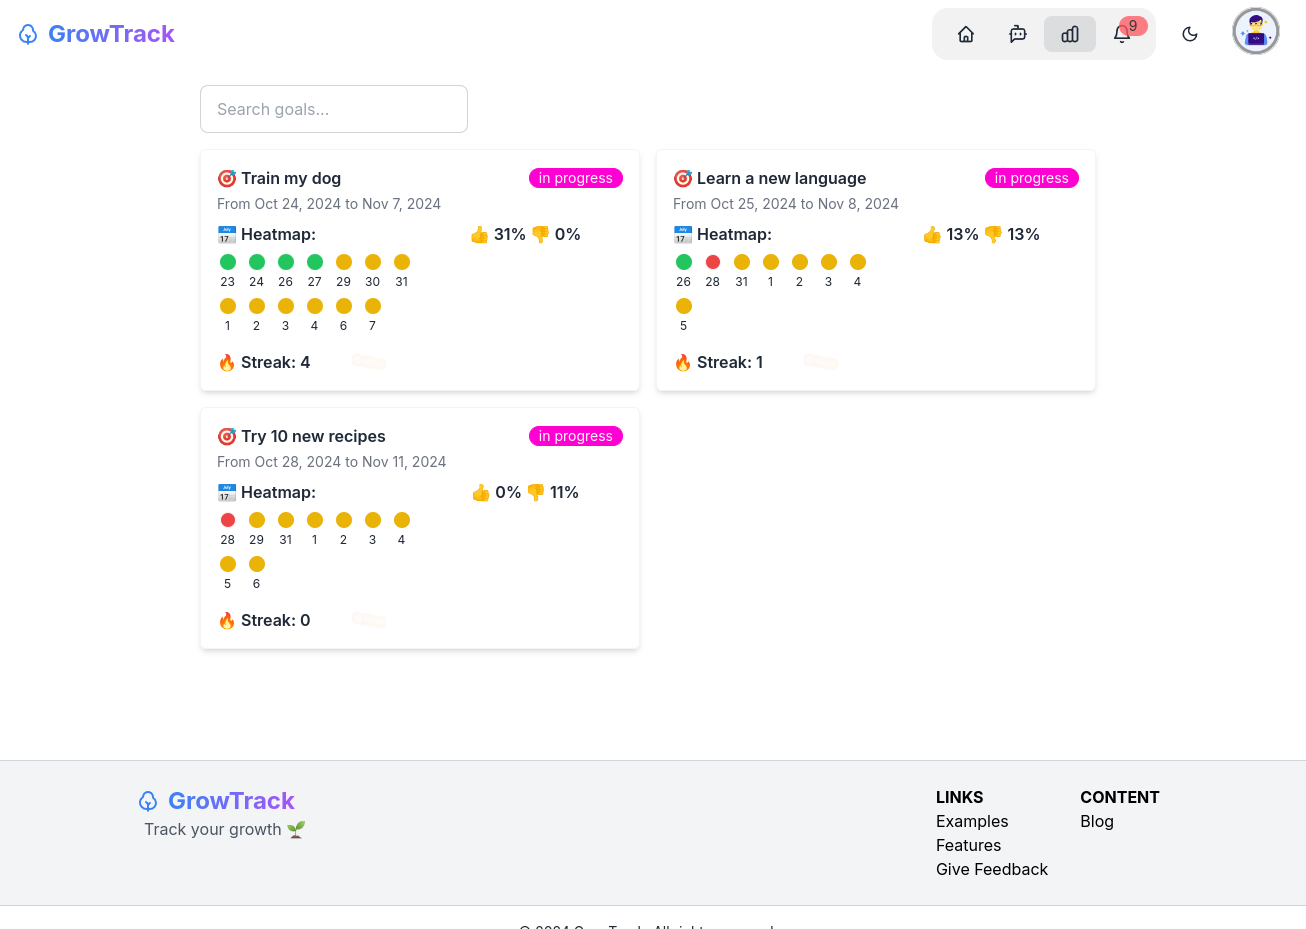 GrowTrack
9
Search goals...
🎯 Train my dog
in progress
From Oct 24, 2024 to Nov 7, 2024
📅 Heatmap:
👍 31% 👎 0%
23 24 26 27 29 30 31
1 2 3 4 6 7
🔥 Streak: 4
🎯 Learn a new language
in progress
From Oct 25, 2024 to Nov 8, 2024
📅 Heatmap:
👍 13% 👎 13%
26 28 31 1 2 3 4
5
🔥 Streak: 1
🎯 Try 10 new recipes
in progress
From Oct 28, 2024 to Nov 11, 2024
📅 Heatmap:
👍 0% 👎 11%
28 29 31 1 2 3 4
5 6
🔥 Streak: 0
GrowTrack
Track your growth 🌱
LINKS
Examples
Features
Give Feedback
CONTENT
Blog